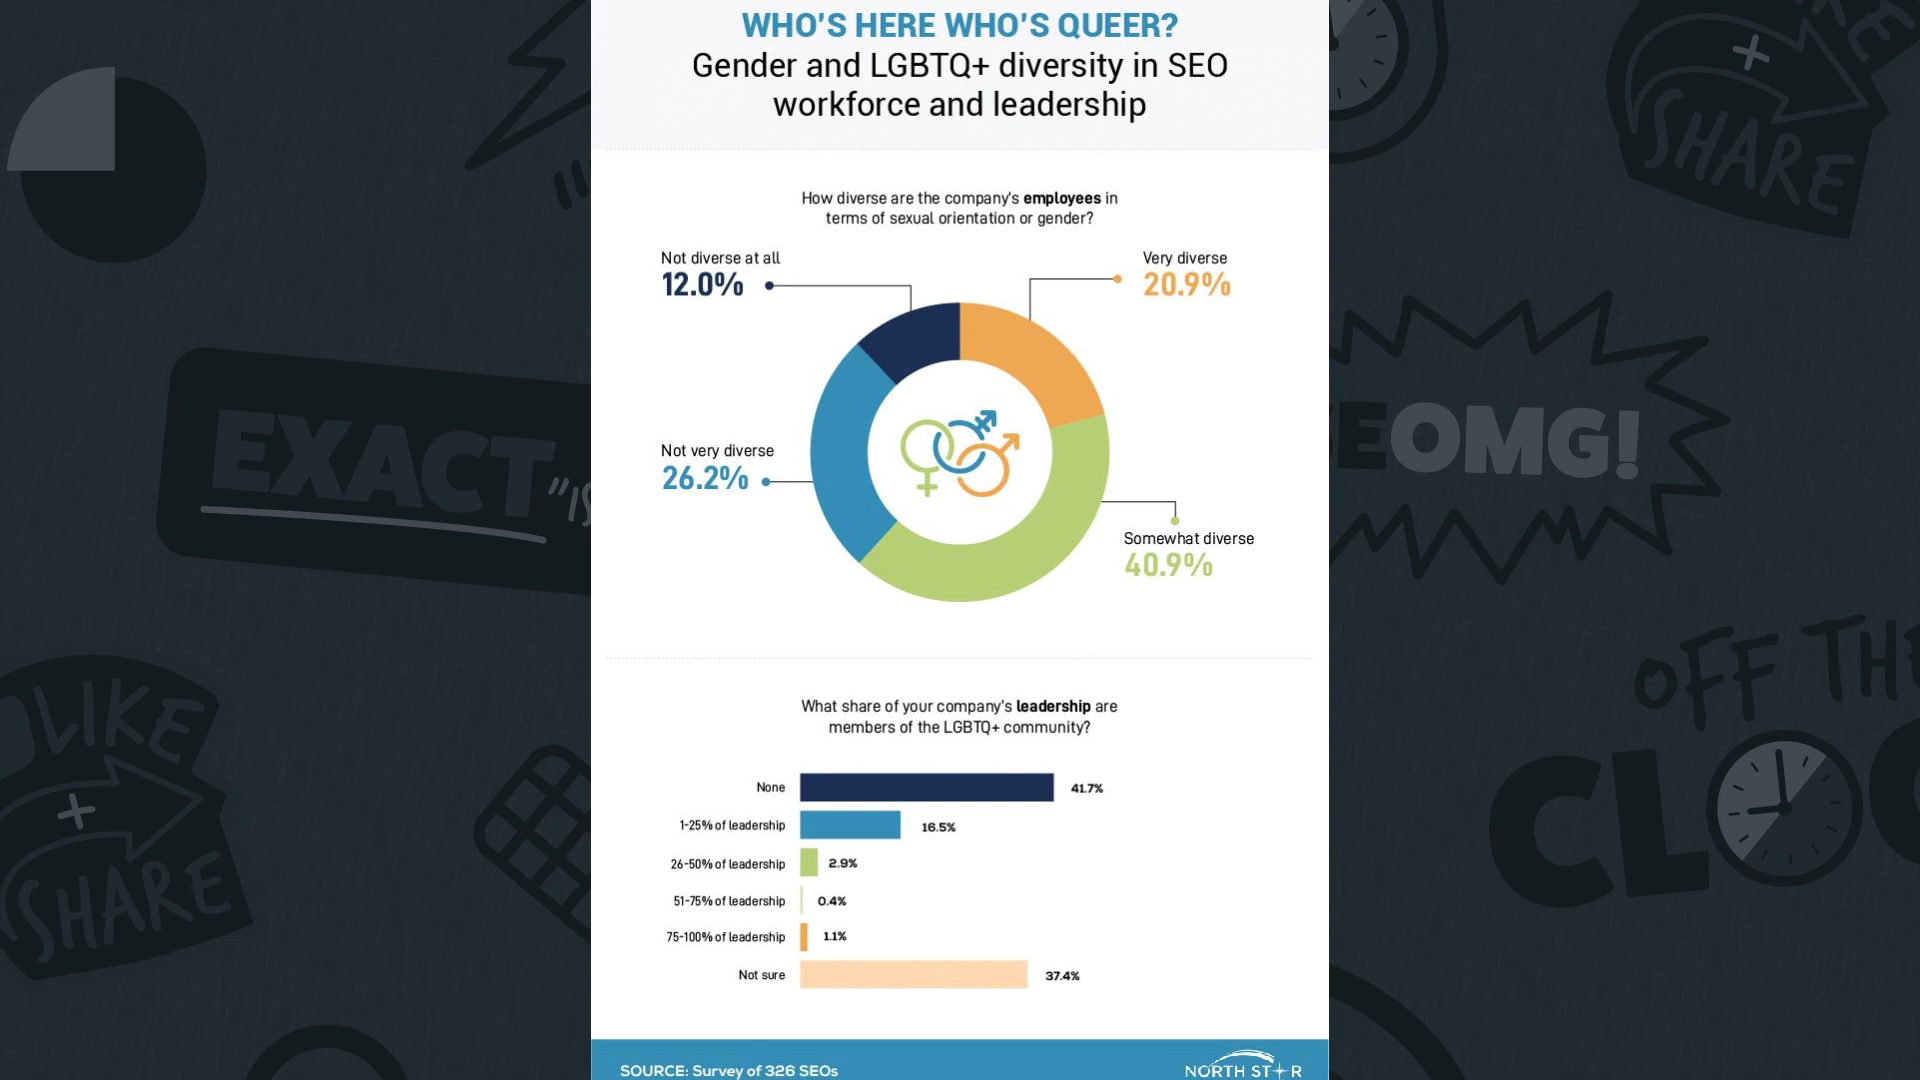 WHO'S HERE WHO'S QUEER?
Gender and LGBTQ+ diversity in SEO
workforce and leadership
How diverse are the company's employees in
terms of sexual orientation or gender?
Not diverse at all
12.0%
Very diverse
20.9%
Not very diverse
26.2%
Somewhat diverse
40.9%
What share of your company's leadership are
members of the LGBTQ+ community?
None
41.7%
1-25% of leadership
16.5%
26-50% of leadership
2.9%
51-75% of leadership
0.4%
75-100% of leadership
1.1%
Not sure
37.4%
SOURCE: Survey of 326 SEOs
NORTH STAR
EXACT
LIKE
+
SHARE
+
SHARE
EOMG!
OFF